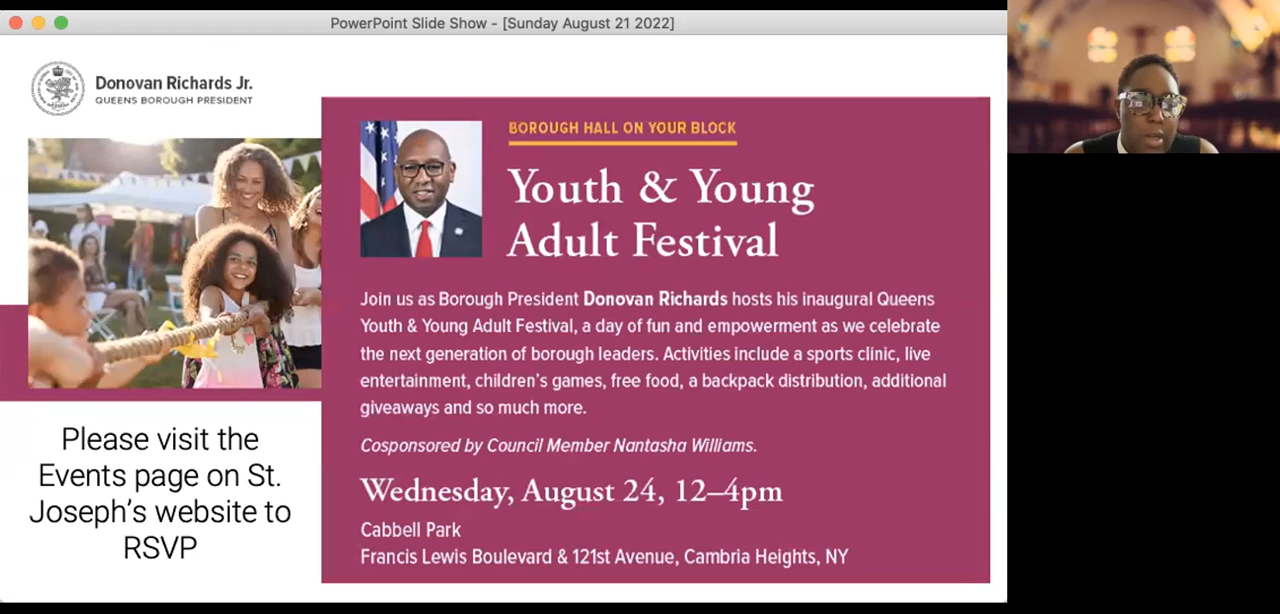 PowerPoint Slide Show - [Sunday August 21 2022]
Donovan Richards Jr.
QUEENS BOROUGH PRESIDENT
BOROUGH HALL ON YOUR BLOCK
Youth & Young
Adult Festival
Join us as Borough President Donovan Richards hosts his inaugural Queens
Youth & Young Adult Festival, a day of fun and empowerment as we celebrate
the next generation of borough leaders. Activities include a sports clinic, live
entertainment, children's games, free food, a backpack distribution, additional
giveaways and so much more.
Cosponsored by Council Member Nantasha Williams.
Wednesday, August 24, 12–4pm
Cabbell Park
Francis Lewis Boulevard & 121st Avenue, Cambria Heights, NY
Please visit the
Events page on St.
Joseph's website to
RSVP